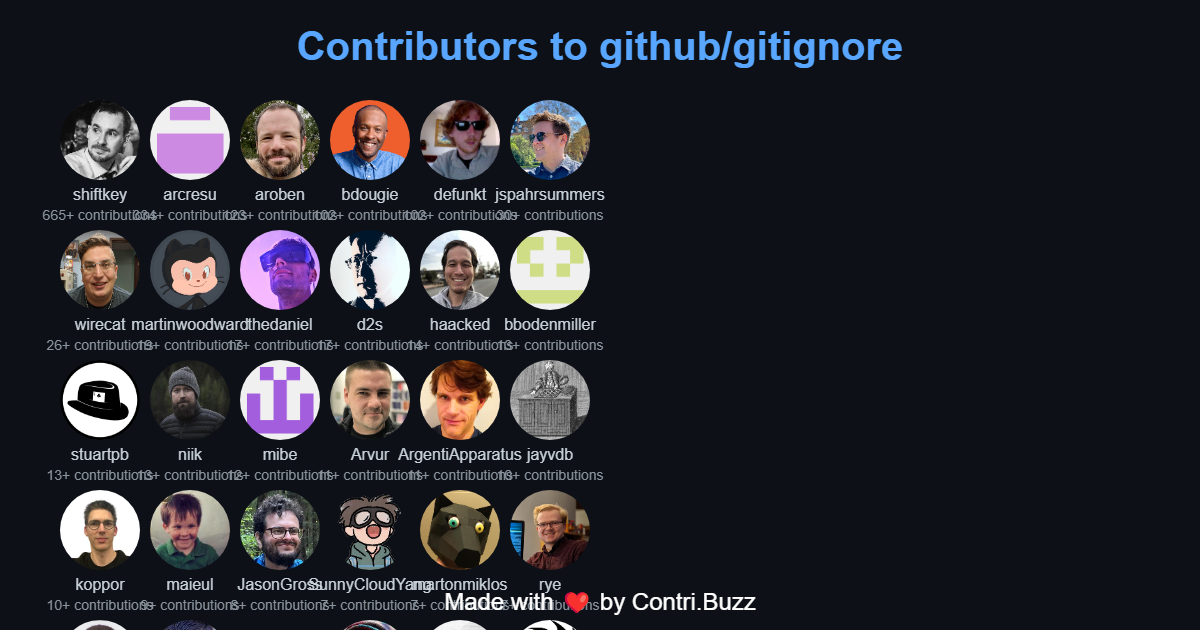 Contributors to github/gitignore
shiftkey arcresu aroben bdougie defunkt jspahrsummers
665+ contributions 334+ contributions 123+ contributions 102+ contributions 102+ contributions 30+ contributions
wirecat martinwoodward thedaniel d2s haacked bbodenmiller
26+ contributions 19+ contributions 17+ contributions 17+ contributions 14+ contributions 13+ contributions
stuartpb niik mibe Arvur ArgentiApparatus jayvdb
13+ contributions 13+ contributions 12+ contributions 11+ contributions 11+ contributions 10+ contributions
koppor maieul JasonGross SunnyCloudYang martonmiklos rye
10+ contributions 9+ contributions 8+ contributions 7+ contributions 7+ contributions
Made with ❤️ by Contri.Buzz